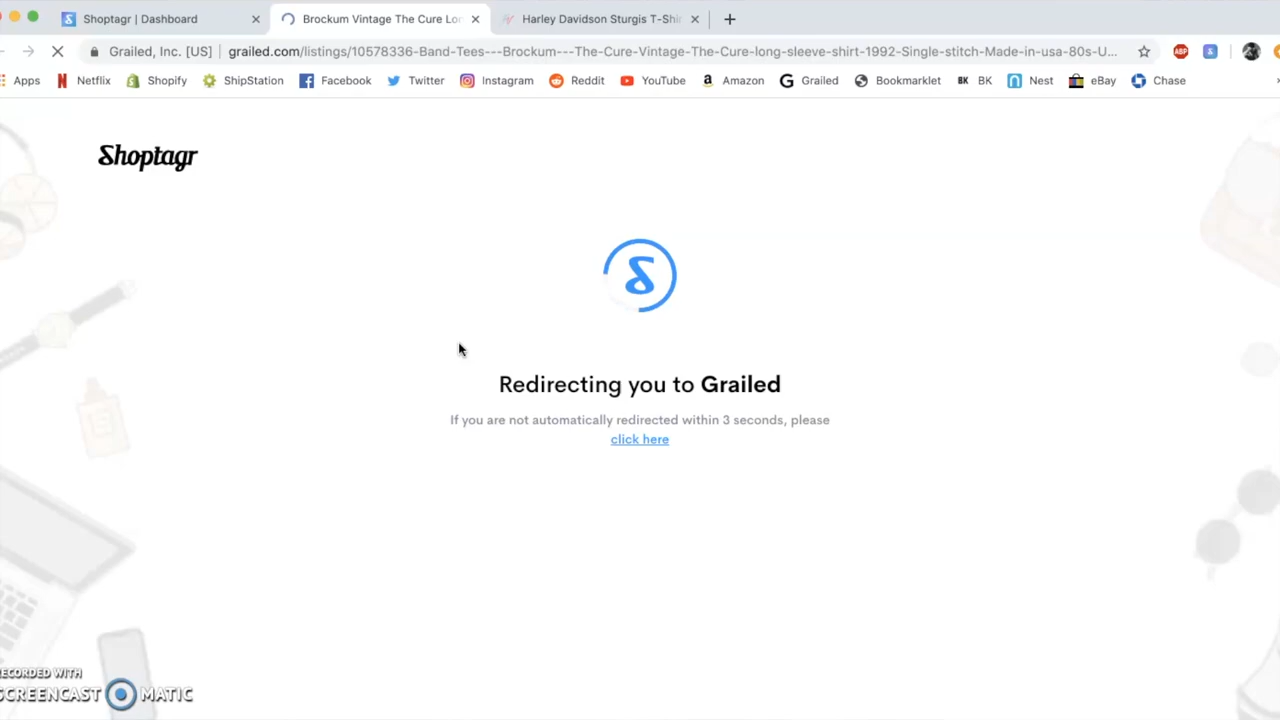 Shoptagr | Dashboard
Brockum Vintage The Cure Lo
Harley Davidson Sturgis T-Shir
Grailed, Inc. [US]
grailed.com/listings/10578336-Band-Tees---Brockum---The-Cure-Vintage-The-Cure-long-sleeve-shirt-1992-Single-stitch-Made-in-usa-80s-U...
ABP
Apps
Netflix
Shopify
ShipStation
Facebook
Twitter
Instagram
Reddit
YouTube
Amazon
Grailed
Bookmarklet
BK BK
Nest
eBay
Chase
Shoptagr
Redirecting you to Grailed
If you are not automatically redirected within 3 seconds, please
click here
RECORDED WITH
SCREENCAST MATIC